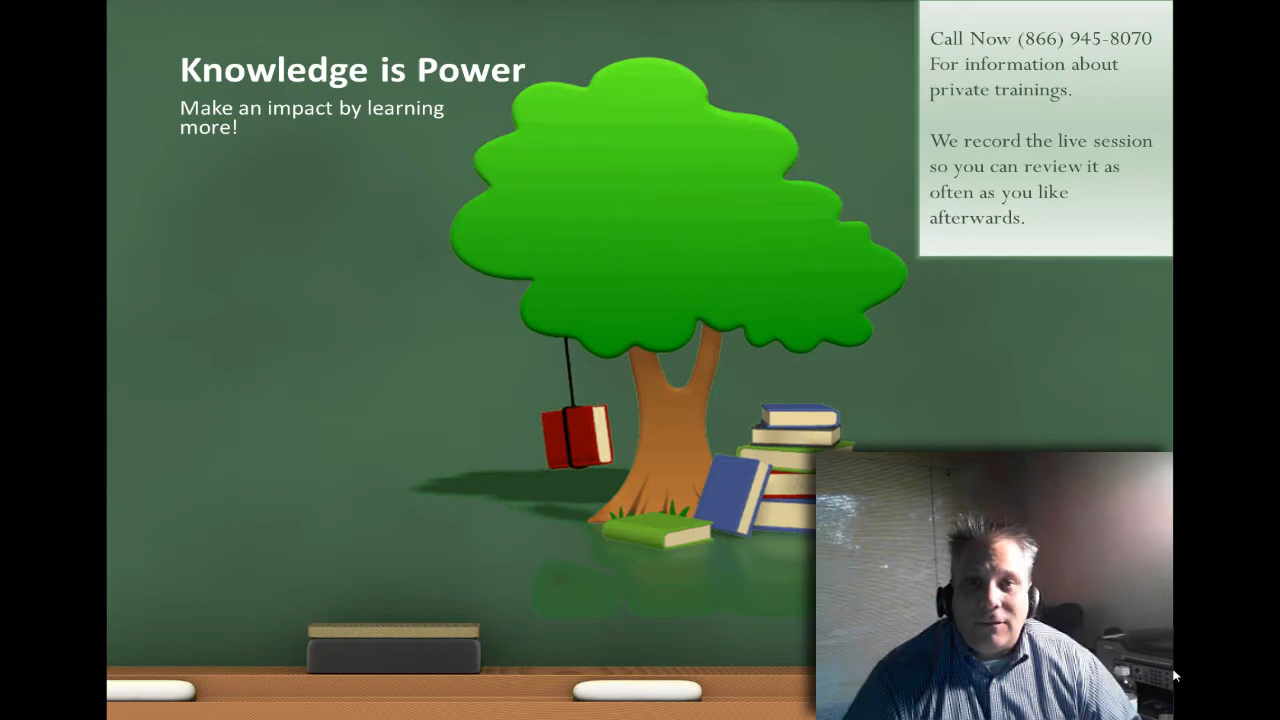 Knowledge is Power
Make an impact by learning
more!
Call Now (866) 945-8070
For information about
private trainings.
We record the live session
so you can review it as
often as you like
afterwards.